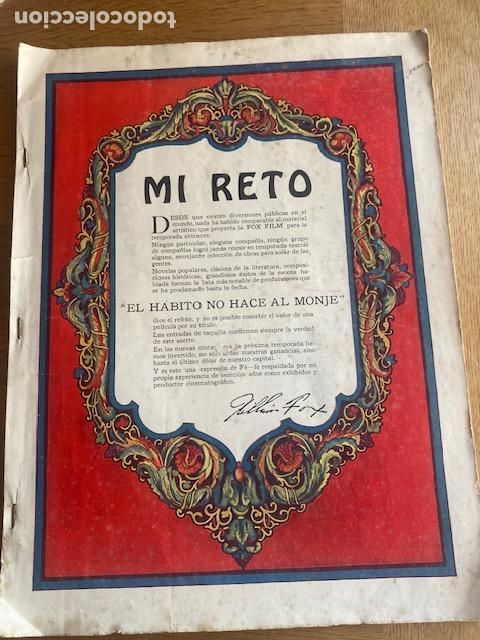 todocoleccion
todocoleccion.net
MI RETO
DESDE que existen diversiones públicas en el
mundo, nada ha habido comparable al material
artístico que proyecta la FOX FILM para la
temporada entrante.
Ningún particular, ninguna compañía, ningún grupo
de compañías logró jamás reunir en temporada teatral
alguna, semejante colección de obras para solaz de las
gentes.
Novelas populares, clásicos de la literatura, composi-
ciones históricas, grandiosos éxitos de la escena ha-
blada forman la lista más notable de producciones que
se ha proclamado hasta la fecha.
"EL HABITO NO HACE AL MONJE"
dice el refrán, y no es posible concebir el valor de una
película por su título.
Las entradas de taquilla confirman siempre la verdad
de este aserto.
En las nuevas cintas para la próxima temporada he-
mos invertido, no sólo todas nuestras ganancias, sino
hasta el último dólar de nuestro capital.
Y es esto una expresión de Fé—fe respaldada por mi
propia experiencia de veintiún años como exhibidor y
productor cinematográfico.
William Fox